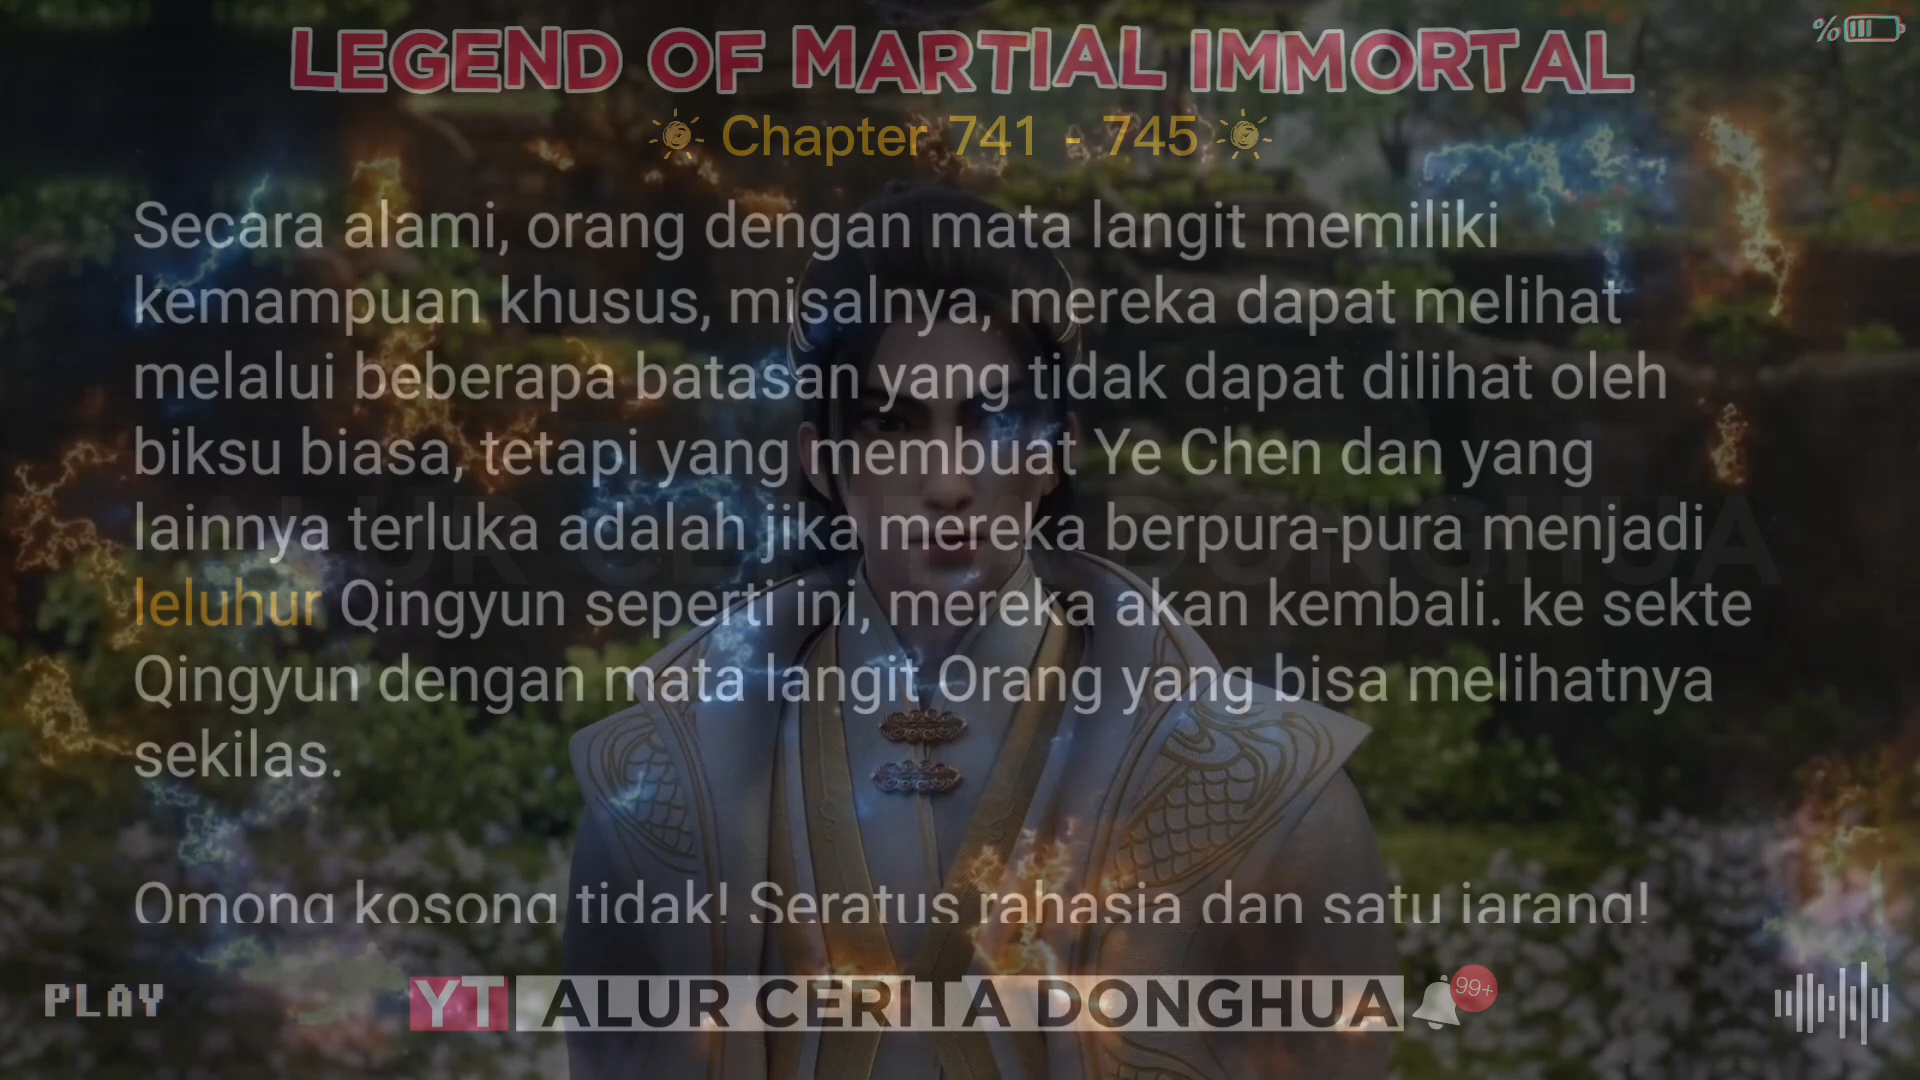 LEGEND OF MARTIAL IMMORTAL
%
Chapter 741 - 745
Secara alami, orang dengan mata langit memiliki
kemampuan khusus, misalnya, mereka dapat melihat
melalui beberapa batasan yang tidak dapat dilihat oleh
biksu biasa, tetapi yang membuat Ye Chen dan yang
lainnya terluka adalah jika mereka berpura-pura menjadi
leluhur Qingyun seperti ini, mereka akan kembali. ke sekte
Qingyun dengan mata langit Orang yang bisa melihatnya
sekilas.
Omong kosong tidak! Seratus rahasia dan satu jarang!
ALUR CERITA DONGHUA
PLAY
YT ALUR CERITA DONGHUA
99+